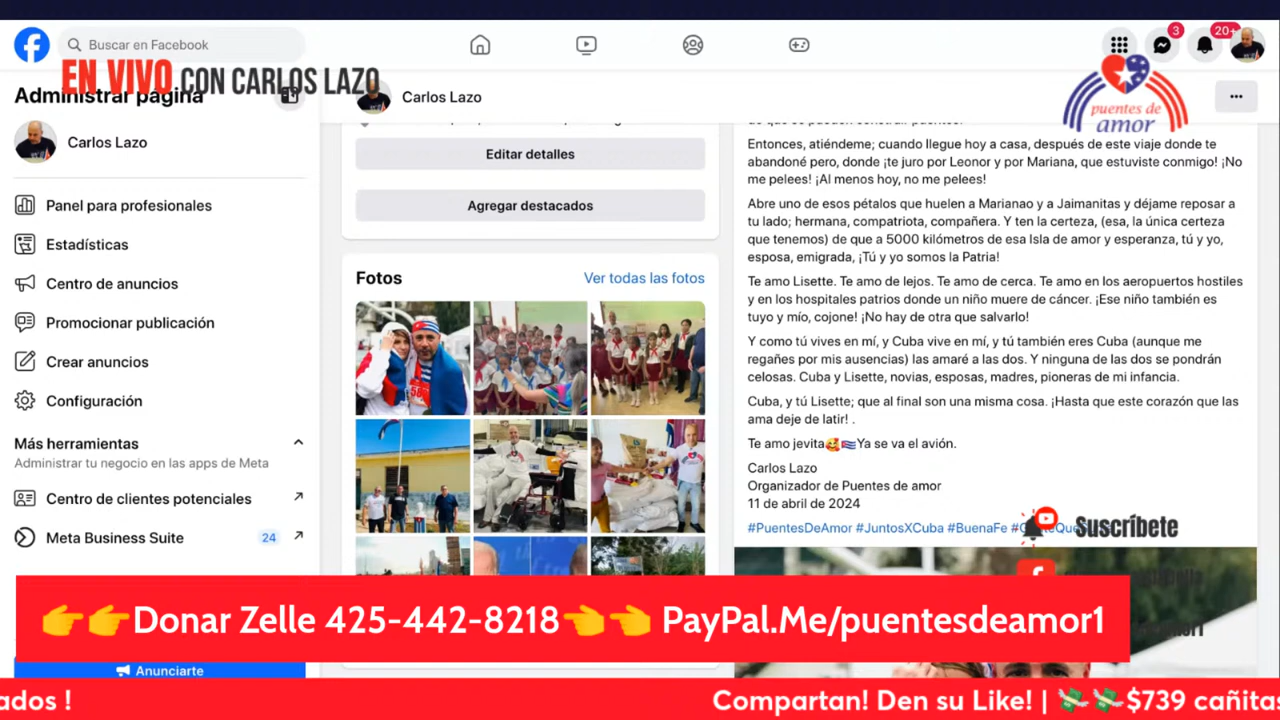 Buscar en Facebook
3
20+
EN VIVO CON CARLOS LAZO
Administrar página
Carlos Lazo
puentes de
amor
Carlos Lazo
Panel para profesionales
Estadísticas
Centro de anuncios
Promocionar publicación
Crear anuncios
Configuración
Más herramientas
Administrar tu negocio en las apps de Meta
Centro de clientes potenciales
Meta Business Suite
24
Anunciarte
Editar detalles
Agregar destacados
Fotos
Ver todas las fotos
de que se pueden construir puentes.
Entonces, atiéndeme; cuando llegue hoy a casa, después de este viaje donde te
abandoné pero, donde ¡te juro por Leonor y por Mariana, que estuviste conmigo! ¡No
me pelees! ¡Al menos hoy, no me pelees!
Abre uno de esos pétalos que huelen a Marianao y a Jaimanitas y déjame reposar a
tu lado; hermana, compatriota, compañera. Y ten la certeza, (esa, la única certeza
que tenemos) de que a 5000 kilómetros de esa Isla de amor y esperanza, tú y yo,
esposa, emigrada, ¡Tú y yo somos la Patria!
Te amo Lisette. Te amo de lejos. Te amo de cerca. Te amo en los aeropuertos hostiles
y en los hospitales patrios donde un niño muere de cáncer. ¡Ese niño también es
tuyo y mío, cojone! ¡No hay de otra que salvarlo!
Y como tú vives en mí, y Cuba vive en mí, y tú también eres Cuba (aunque me
regañes por mis ausencias) las amaré a las dos. Y ninguna de las dos se pondrán
celosas. Cuba y Lisette, novias, esposas, madres, pioneras de mi infancia.
Cuba, y tú Lisette; que al final son una misma cosa. ¡Hasta que este corazón que las
ama deje de latir! .
Te amo jevita🥰🇨🇺Ya se va el avión.
Carlos Lazo
Organizador de Puentes de amor
11 de abril de 2024
#PuentesDeAmor #JuntosXCuba #BuenaFe
Suscríbete
👉👉Donar Zelle 425-442-8218👈👈 PayPal.Me/puentesdeamor1
ados ! Compartan! Den su Like! | 💸💸$739 cañitas